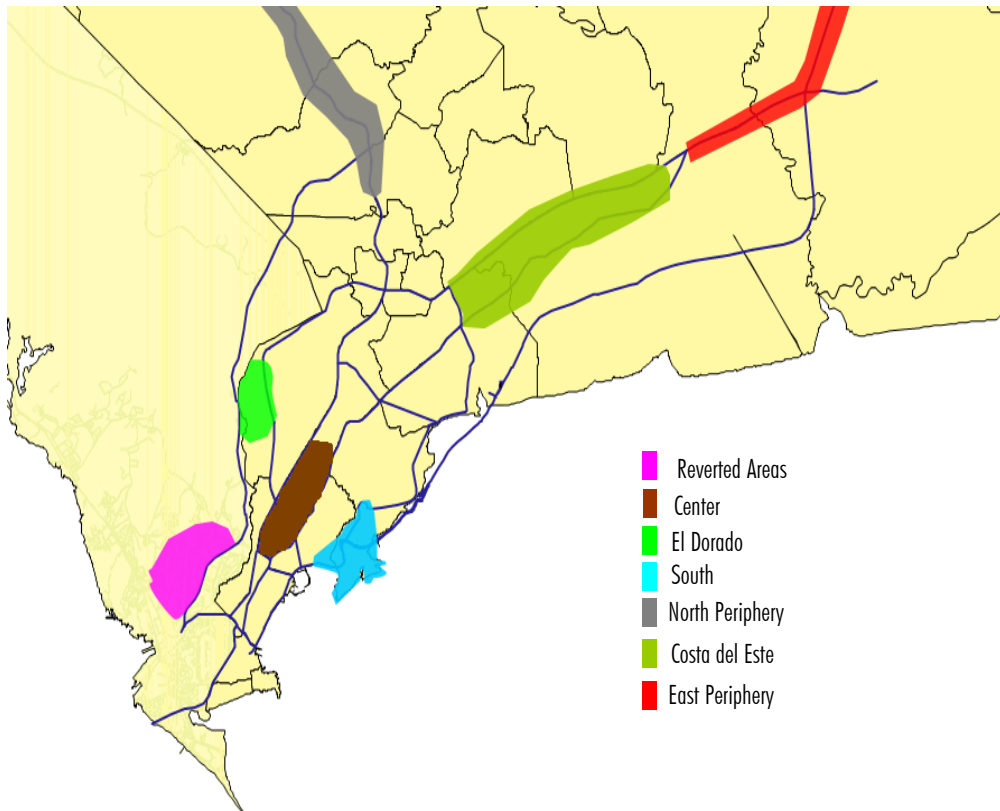 Reverted Areas
Center
El Dorado
South
North Periphery
Costa del Este
East Periphery